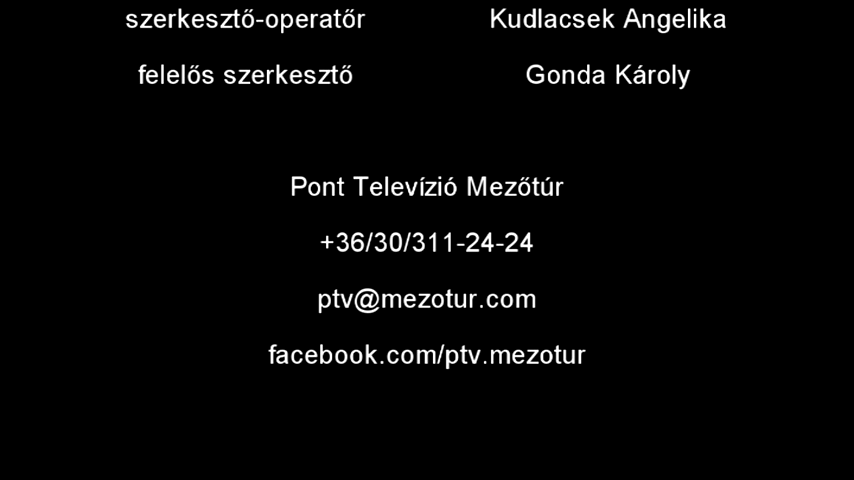 szerkesztő-operatőr Kudlacsek Angelika
felelős szerkesztő Gonda Károly
Pont Televízió Mezőtúr
+36/30/311-24-24
ptv@mezotur.com
facebook.com/ptv.mezotur